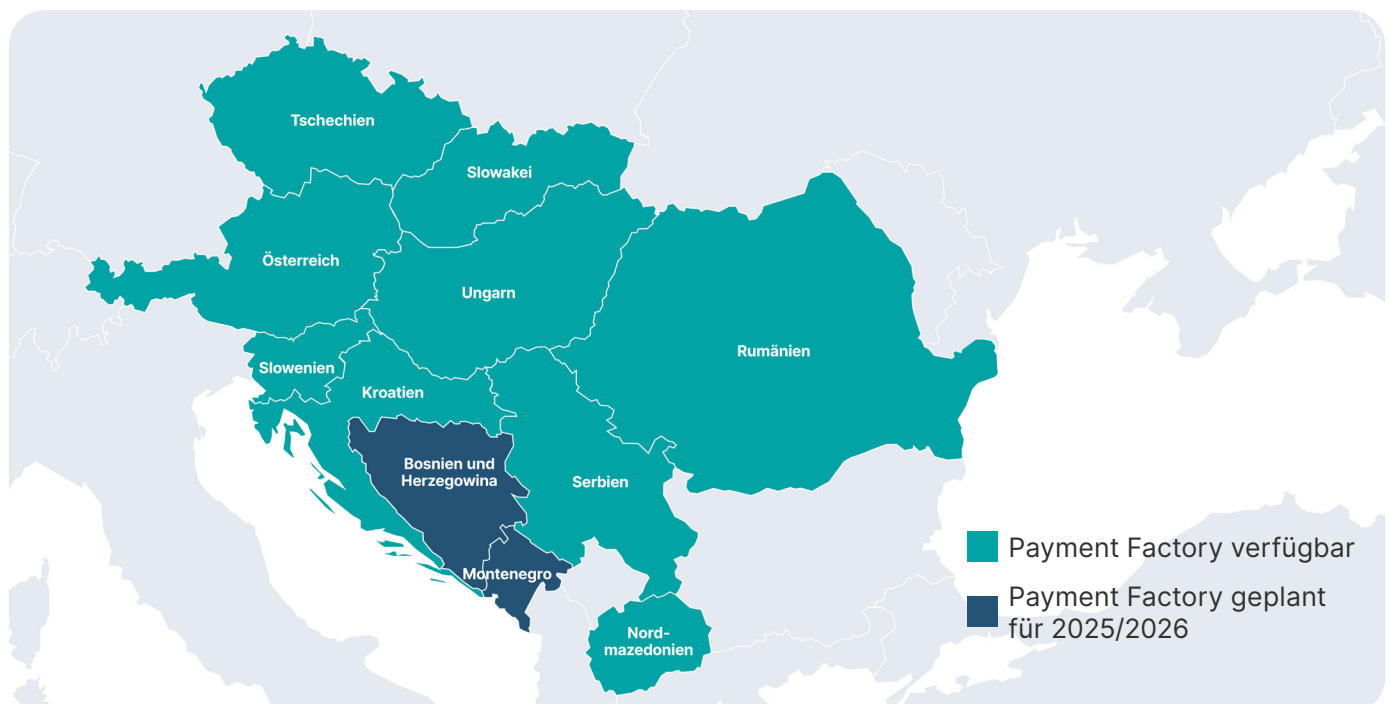 Tschechien
Slowakei
Österreich
Ungarn
Rumänien
Slowenien
Kroatien
Bosnien und
Herzegowina
Serbien
Montenegro
Nord-
mazedonien
Payment Factory verfügbar
Payment Factory geplant
für 2025/2026